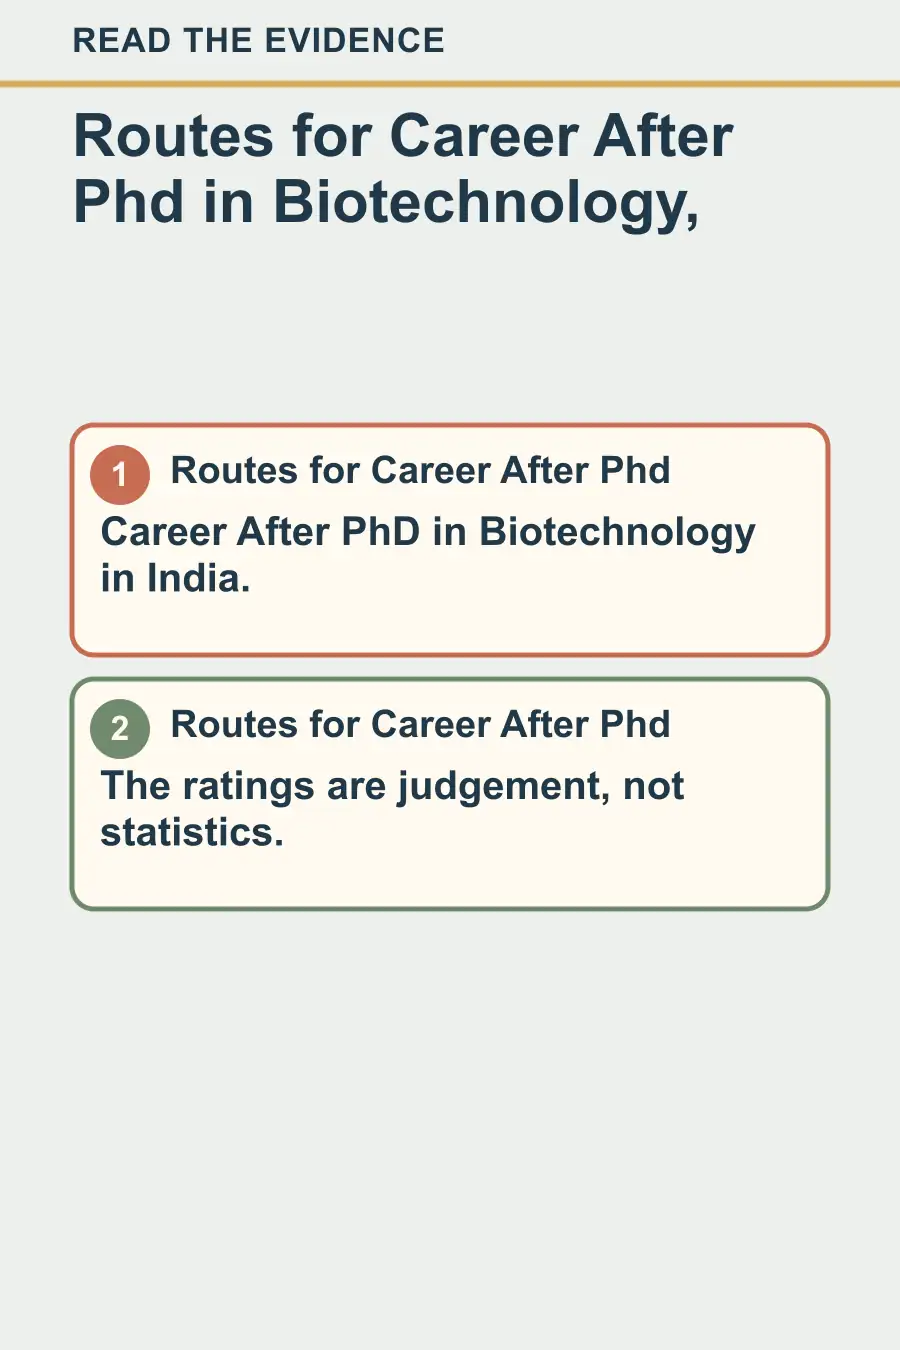 READ THE EVIDENCE
Routes for Career After
Phd in Biotechnology,
1 Routes for Career After Phd
Career After PhD in Biotechnology
in India.
2 Routes for Career After Phd
The ratings are judgement, not
statistics.